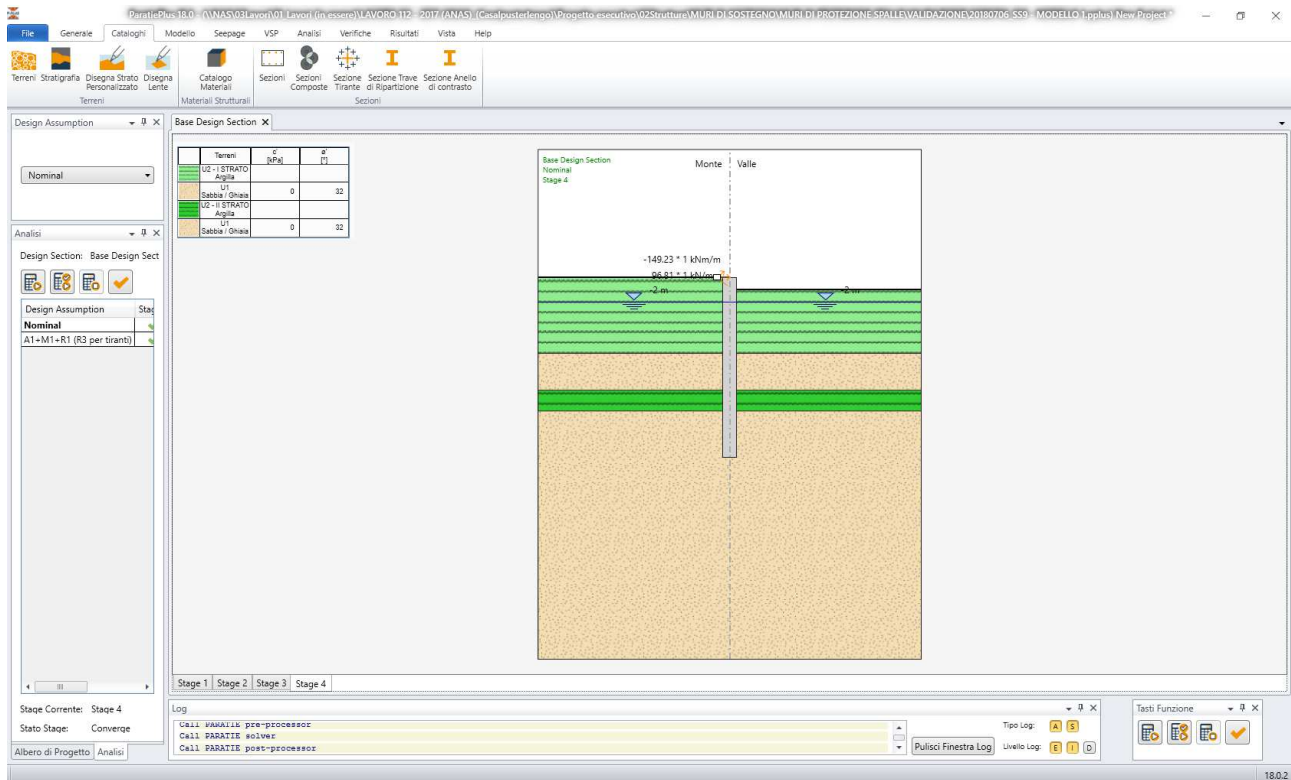 ParatiePlus 18.0 - (\\NAS\03Lavori\01 Lavori (in essere)\LAVORO 112 - 2017 (ANAS) (Casalpusterlengo)\Progetto esecutivo\02Strutture\MURI DI SOSTEGNO\MURI DI PROTEZIONE SPALLE\VALIDAZIONE\20180706_SS9 - MODELLO 1.pplus) New Project *
File Generale Cataloghi Modello Seepage VSP Analisi Verifiche Risultati Vista Help
Terreni Stratigrafia Disegna Strato Personalizzato Disegna Lente Catalogo Materiali Sezioni Sezioni Composte Sezione Tirante Sezione Trave di Ripartizione Sezione Anello di contrasto
Terreni Materiali Strutturali Sezioni
Design Assumption
Base Design Section
Nominal
Terreni c' [kPa] ø' [°]
U2 - I STRATO Argilla
U1 Sabbia / Ghiaia 0 32
U2 - II STRATO Argilla
U1 Sabbia / Ghiaia 0 32
Base Design Section
Nominal
Stage 4
Monte Valle
-149.23 * 1 kNm/m
96.81 * 1 kN/m
-2 m
-2 m
Analisi
Design Section: Base Design Sect
Design Assumption Stag
Nominal
A1+M1+R1 (R3 per tiranti)
Stage 1 Stage 2 Stage 3 Stage 4
Stage Corrente: Stage 4
Stato Stage: Converge
Albero di Progetto Analisi
Log
Call PARATIE pre-processor
Call PARATIE solver
Call PARATIE post-processor
Pulisci Finestra Log
Tipo Log: A S
Livello Log: E I D
Tasti Funzione
18.0.2